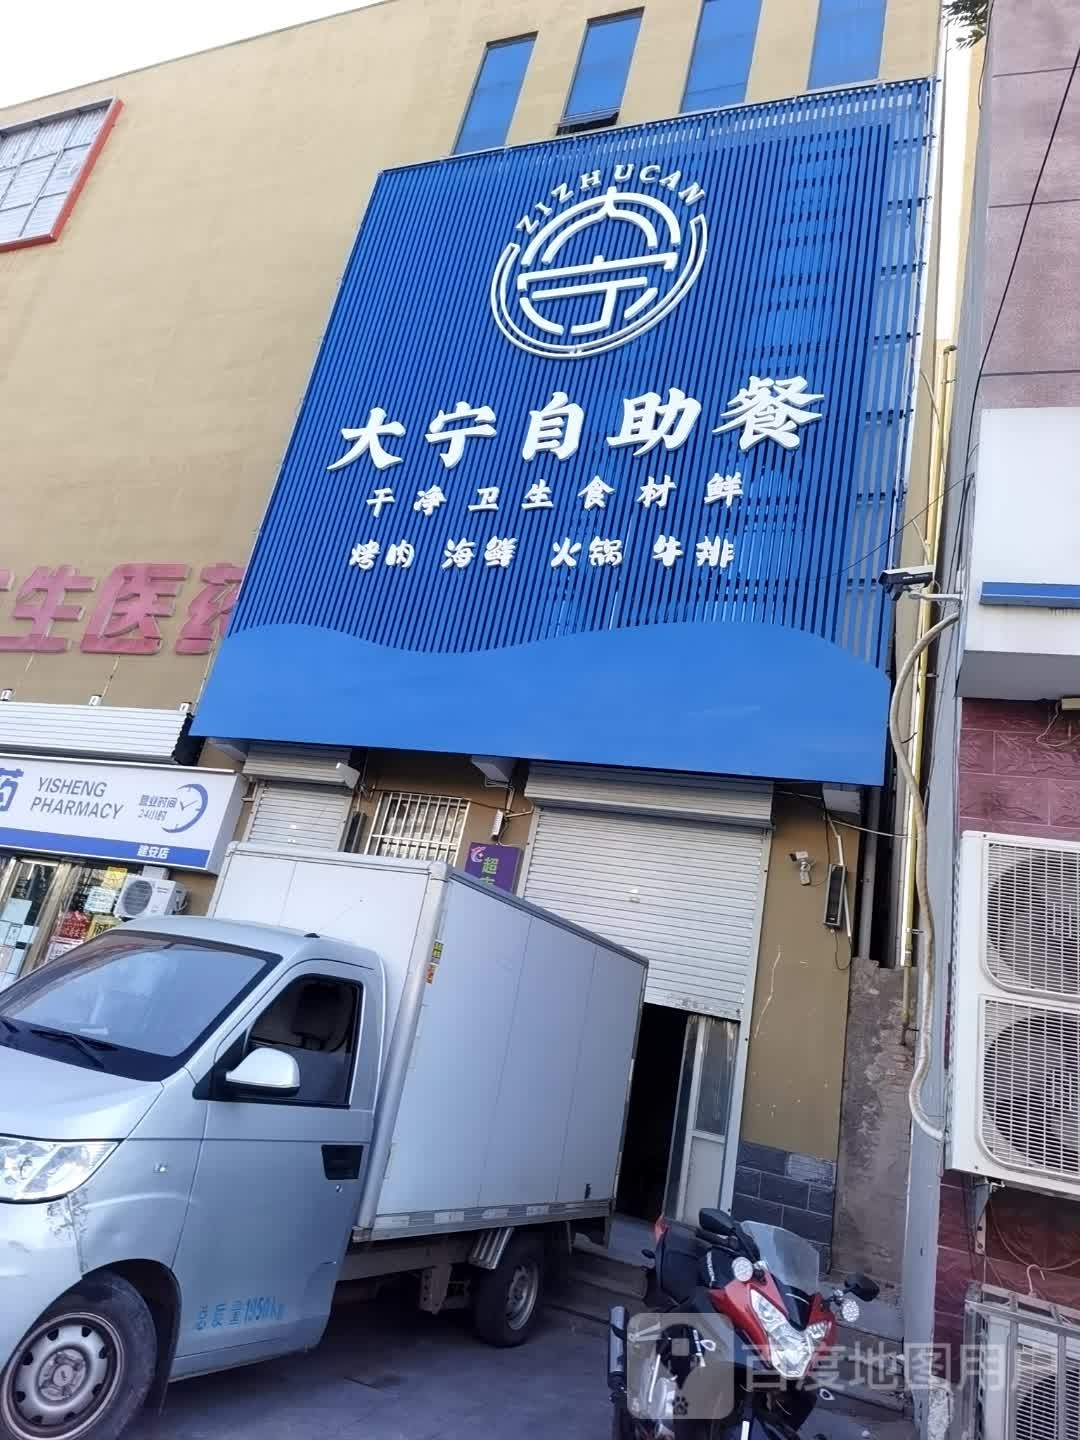 ZIZHUCAN
大宁自助餐
干净卫生食材鲜
烤肉 海鲜 火锅 牛排
生医药
药
YISHENG
PHARMACY
营业时间
24小时
建安店
超
总质量1950kg
百度地图用户